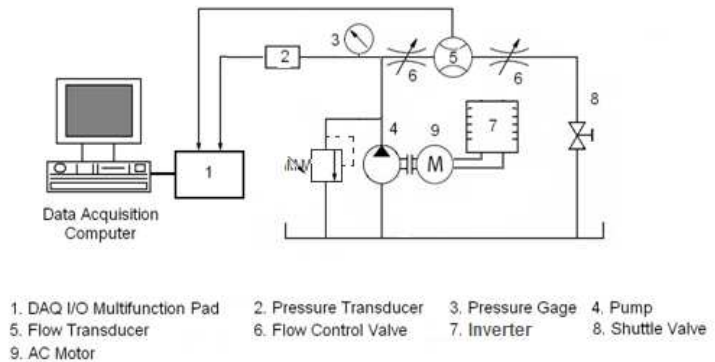 3
2
6
5
6
8
4
9
7
M
1
Data Acquisition
Computer
1. DAQ I/O Multifunction Pad 2. Pressure Transducer 3. Pressure Gage 4. Pump
5. Flow Transducer 6. Flow Control Valve 7. Inverter 8. Shuttle Valve
9. AC Motor